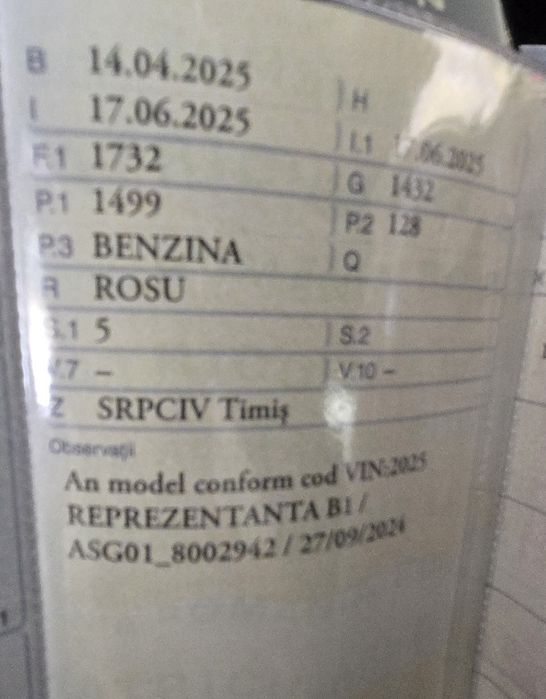 B 14.04.2025 H
I 17.06.2025 I.1 17.06.2025
F.1 1732 G 1432
P.1 1499 P.2 128
P.3 BENZINA Q
R ROSU
S.1 5 S.2
V.7 – V.10 –
Z SRPCIV Timiș
Observații
An model conform cod VIN:2025
REPREZENTANTA B1 /
ASG01_8002942 / 27/09/2024